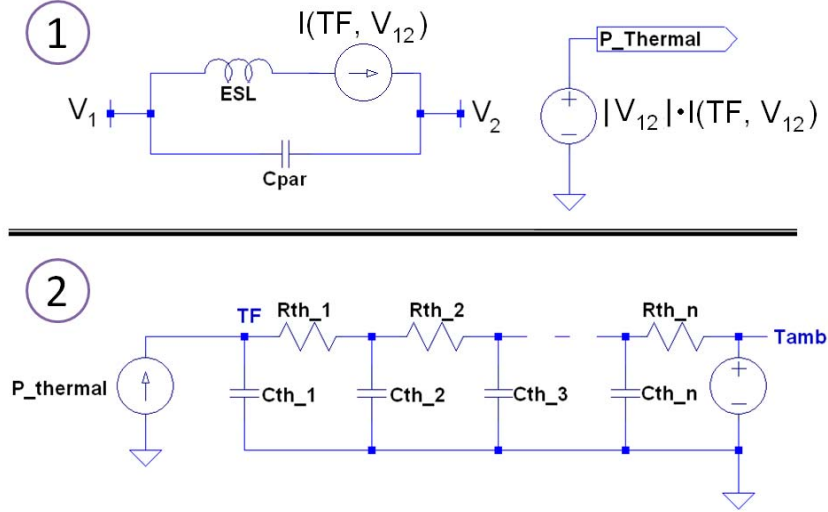 1
I(TF, V12)
ESL
V1
V2
Cpar
P_Thermal
|V12|•I(TF, V12)
2
TF
Rth_1
Rth_2
Rth_n
Tamb
P_thermal
Cth_1
Cth_2
Cth_3
Cth_n